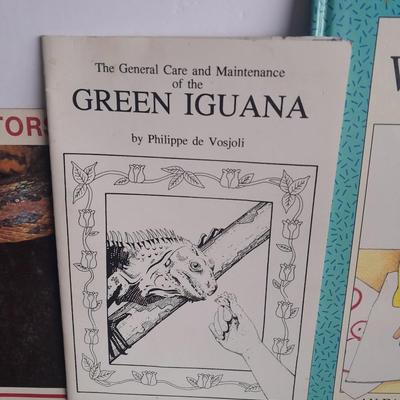 The General Care and Maintenance
of the
GREEN IGUANA
by Philippe de Vosjoli
TORS
W